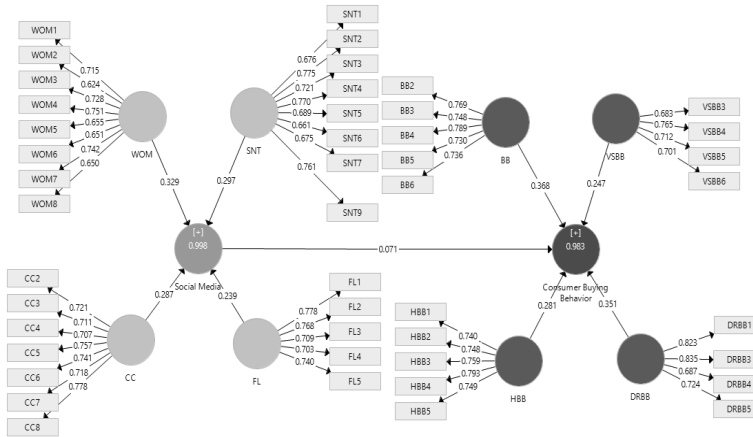 WOM1
WOM2
WOM3
WOM4
WOM5
WOM6
WOM7
WOM8
0.715
0.624
0.728
0.751
0.655
0.651
0.742
0.650
WOM
SNT1
SNT2
SNT3
SNT4
SNT5
SNT6
SNT7
SNT9
0.676
0.775
0.721
0.770
0.689
0.661
0.675
0.761
SNT
BB2
BB3
BB4
BB5
BB6
0.769
0.748
0.789
0.730
0.736
BB
VSBB3
VSBB4
VSBB5
VSBB6
0.683
0.765
0.712
0.701
VSBB
0.329
0.297
0.368
0.247
[+]
0.998
Social Media
0.071
[+]
0.983
Consumer Buying
Behavior
0.287
0.239
0.281
0.351
CC2
CC3
CC4
CC5
CC6
CC7
CC8
0.721
0.711
0.707
0.757
0.741
0.718
0.778
CC
FL1
FL2
FL3
FL4
FL5
0.778
0.768
0.709
0.703
0.740
FL
HBB1
HBB2
HBB3
HBB4
HBB5
0.740
0.748
0.759
0.793
0.749
HBB
DRBB1
DRBB3
DRBB4
DRBB5
0.823
0.835
0.687
0.724
DRBB